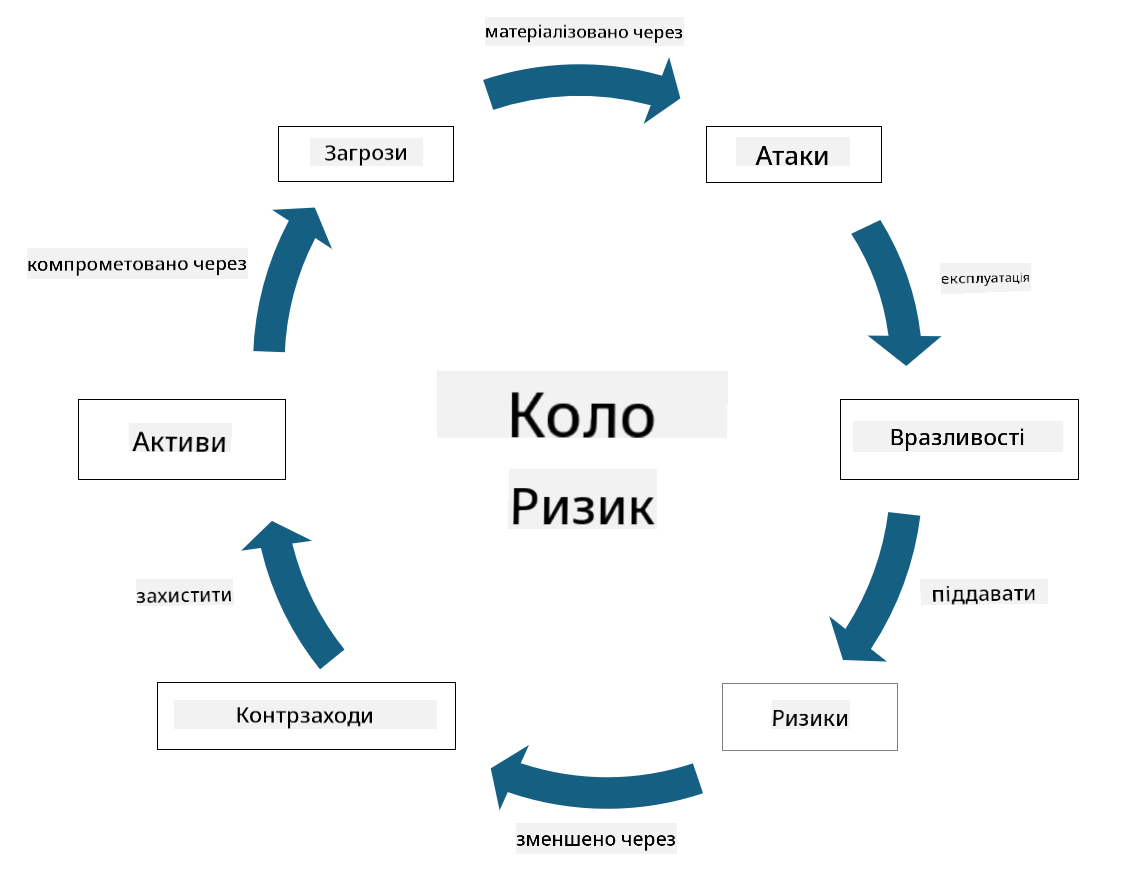 матеріалізовано через
Загрози
Атаки
компрометовано через
експлуатація
Коло
Ризик
Активи
Вразливості
захистити
піддавати
Контрзаходи
Ризики
зменшено через